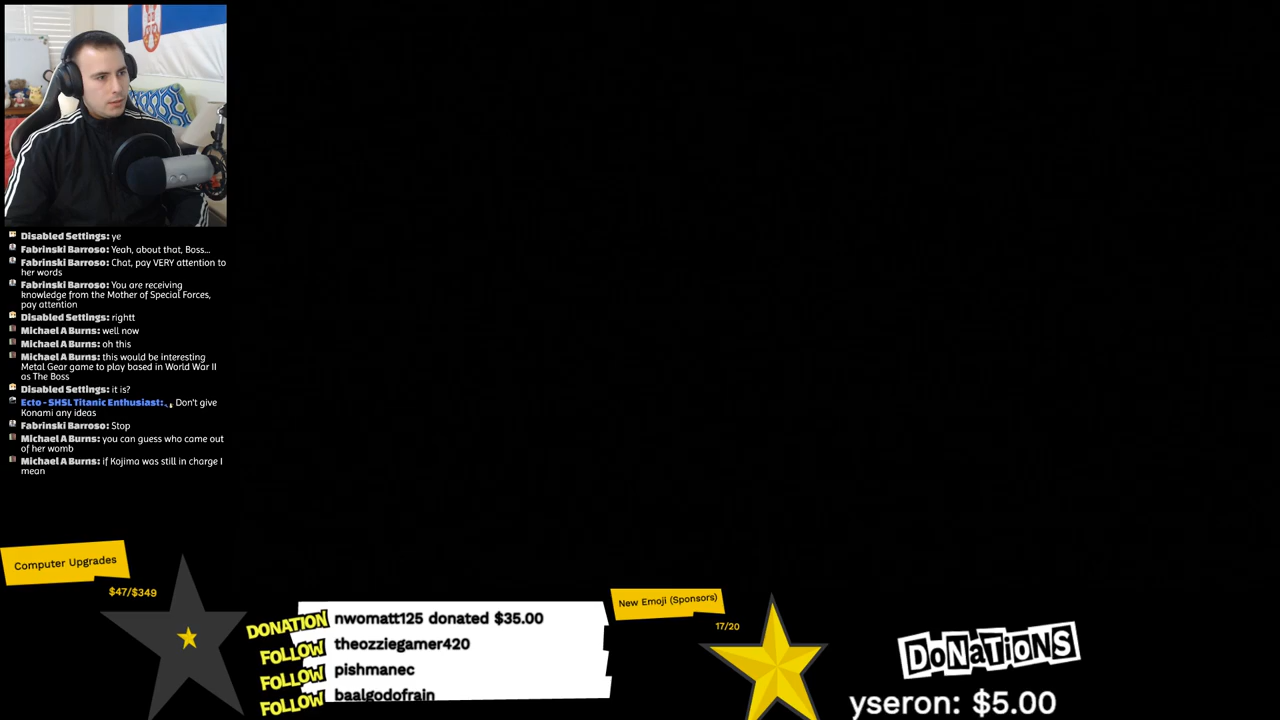 Disabled Settings: ye
Fabrinski Barroso: Yeah, about that, Boss...
Fabrinski Barroso: Chat, pay VERY attention to
her words
Fabrinski Barroso: You are receiving
knowledge from the Mother of Special Forces,
pay attention
Disabled Settings: rightt
Michael A Burns: well now
Michael A Burns: oh this
Michael A Burns: this would be interesting
Metal Gear game to play based in World War II
as The Boss
Disabled Settings: it is?
Ecto - SHSL Titanic Enthusiast: Don't give
Konami any ideas
Fabrinski Barroso: Stop
Michael A Burns: you can guess who came out
of her womb
Michael A Burns: if Kojima was still in charge I
mean
Computer Upgrades
$47/$349
DONATION nwomatt125 donated $35.00
FOLLOW theozziegamer420
FOLLOW pishmanec
FOLLOW baalgodofrain
New Emoji (Sponsors)
17/20
DoNaTiONS
yseron: $5.00